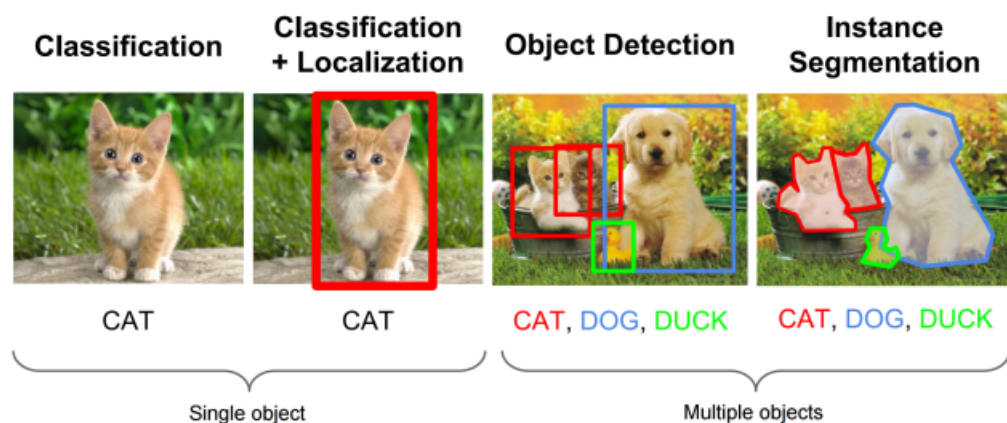 Classification
Classification
+ Localization
Object Detection
Instance
Segmentation
CAT
CAT
CAT, DOG, DUCK
CAT, DOG, DUCK
Single object
Multiple objects